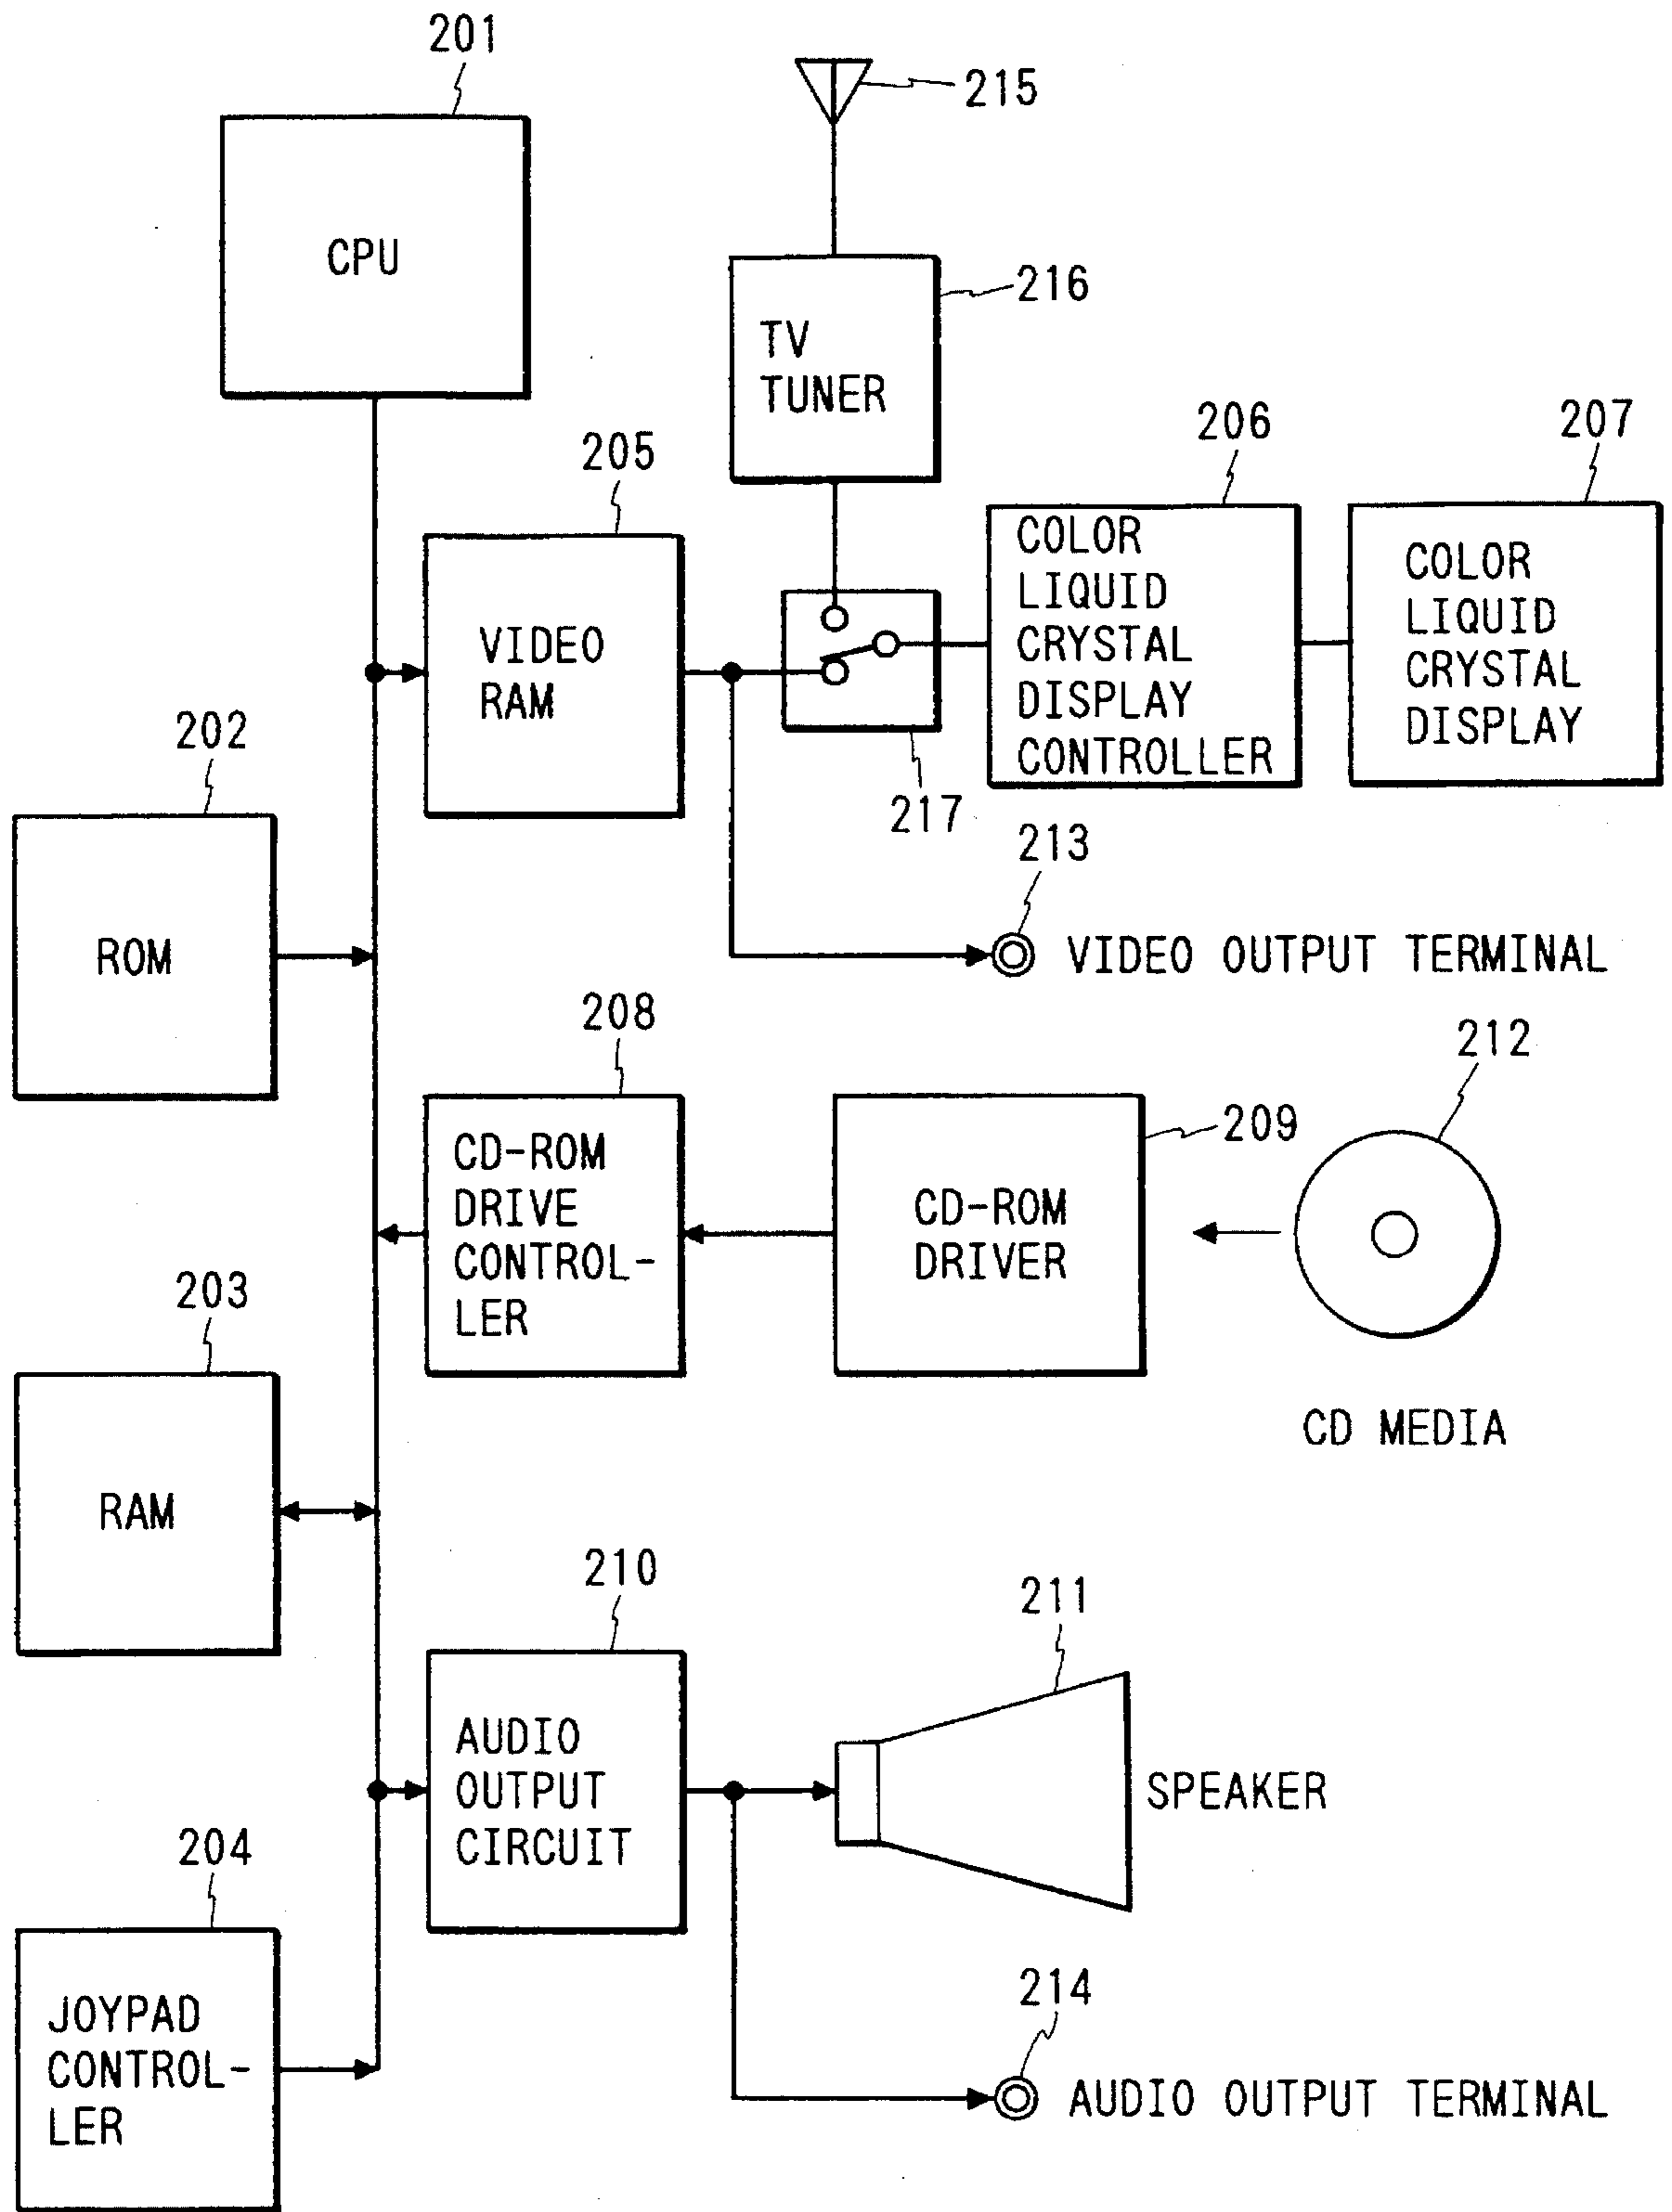 201
215
CPU
216
TV
TUNER
205
206
207
VIDEO
RAM
COLOR
LIQUID
CRYSTAL
DISPLAY
CONTROLLER
COLOR
LIQUID
CRYSTAL
DISPLAY
202
217
213
ROM
VIDEO OUTPUT TERMINAL
208
212
209
CD-ROM
DRIVE
CONTROL-
LER
CD-ROM
DRIVER
203
CD MEDIA
RAM
210
211
AUDIO
OUTPUT
CIRCUIT
SPEAKER
204
214
JOYPAD
CONTROL-
LER
AUDIO OUTPUT TERMINAL